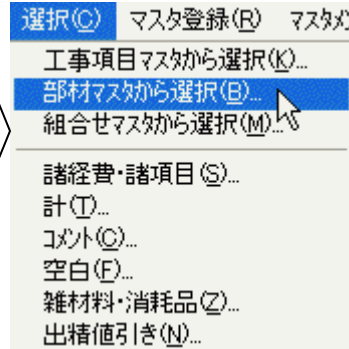 選択(C) マスタ登録(R) マスタメ
工事項目マスタから選択(K)...
部材マスタから選択(B)...
組合せマスタから選択(M)...
諸経費・諸項目(S)...
計(T)...
コメント(C)...
空白(F)...
雑材料・消耗品(Z)...
出精値引き(N)...